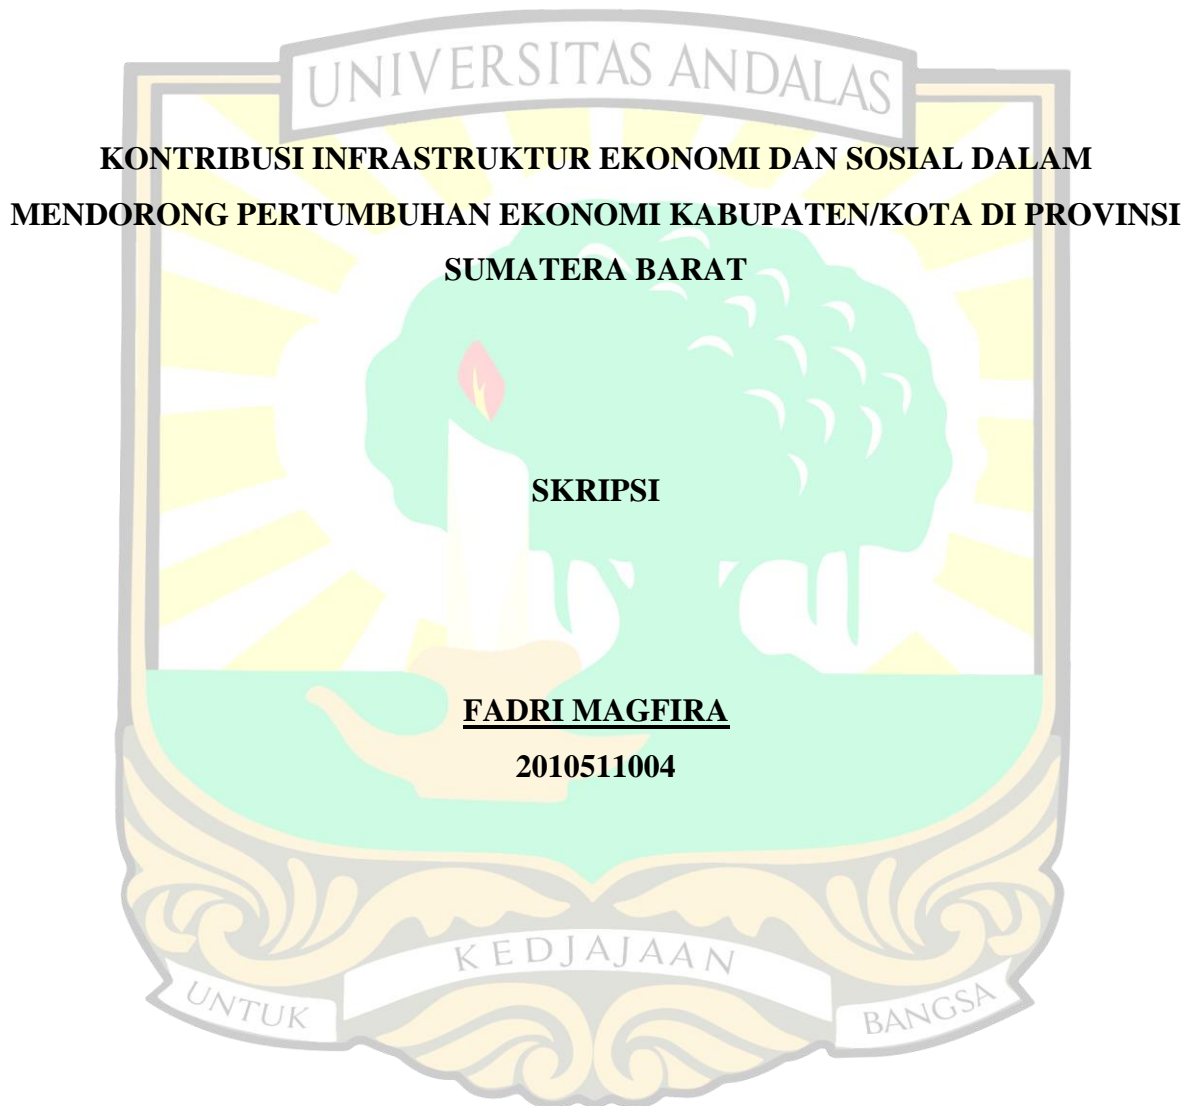 UNIVERSITAS ANDALAS
KONTRIBUSI INFRASTRUKTUR EKONOMI DAN SOSIAL DALAM
MENDORONG PERTUMBUHAN EKONOMI KABUPATEN/KOTA DI PROVINSI
SUMATERA BARAT
SKRIPSI
FADRI MAGFIRA
2010511004
UNTUK KEDJAJAAN BANGSA